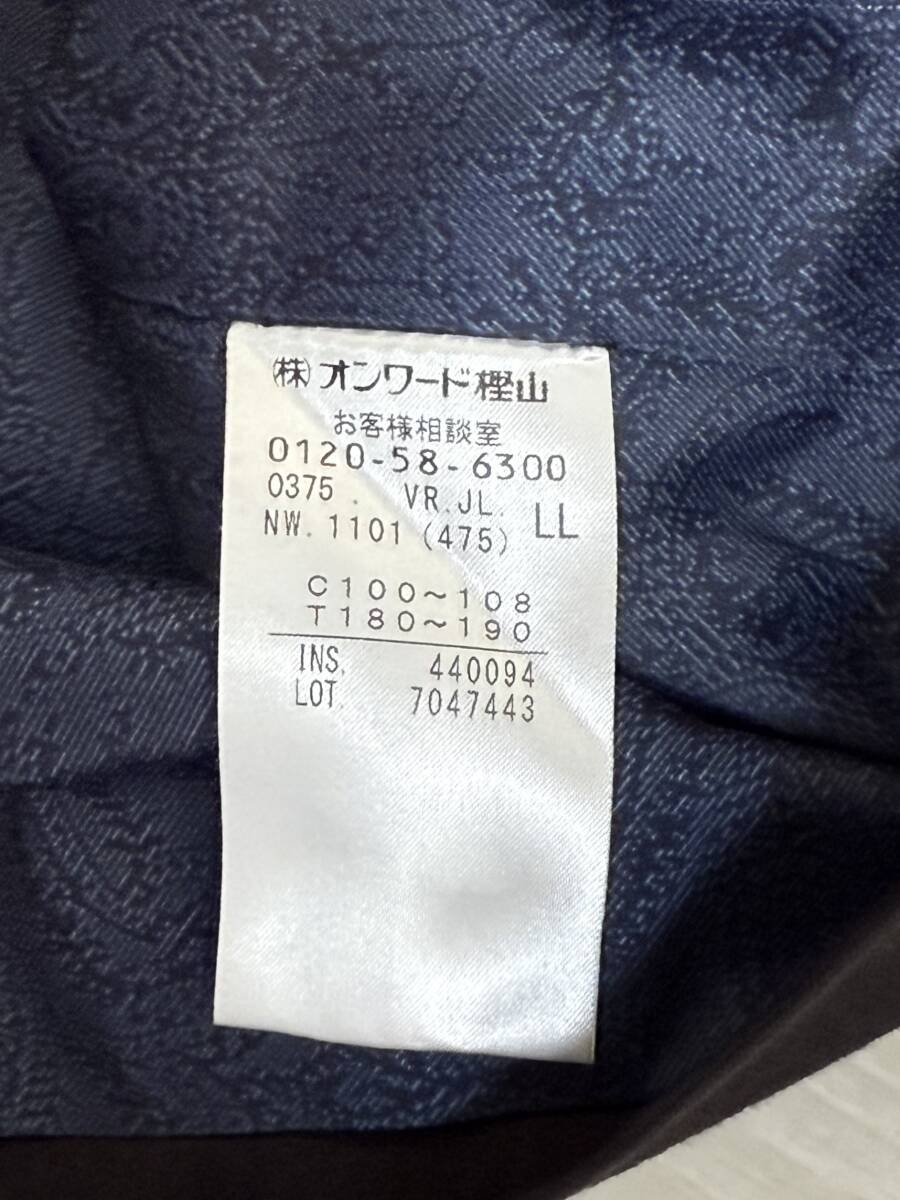 ㈱オンワード樫山
お客様相談室
0120-58-6300
0375. VR.JL. LL
NW.1101(475)
C100～108
T180～190
INS. 440094
LOT. 7047443